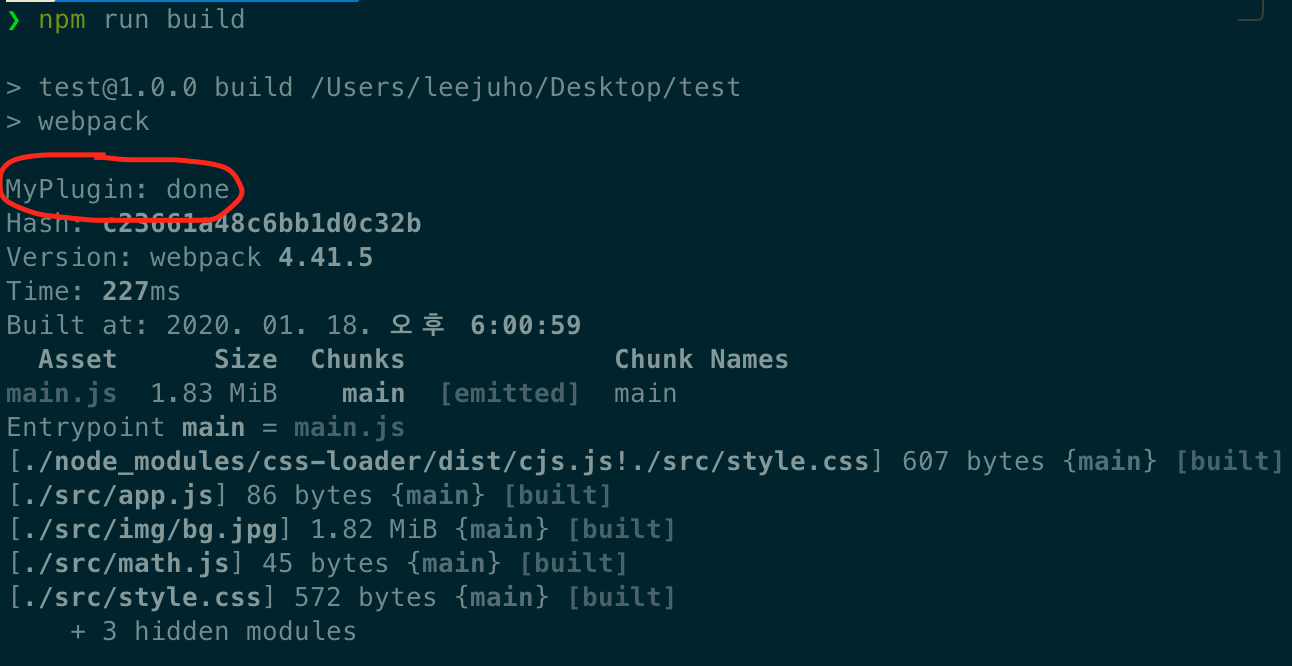 ❯ npm run build
> test@1.0.0 build /Users/leejuho/Desktop/test
> webpack
MyPlugin: done
Hash: c23661a48c6bb1d0c32b
Version: webpack 4.41.5
Time: 227ms
Built at: 2020. 01. 18. 오후 6:00:59
Asset Size Chunks Chunk Names
main.js 1.83 MiB main [emitted] main
Entrypoint main = main.js
[./node_modules/css-loader/dist/cjs.js!./src/style.css] 607 bytes {main} [built]
[./src/app.js] 86 bytes {main} [built]
[./src/img/bg.jpg] 1.82 MiB {main} [built]
[./src/math.js] 45 bytes {main} [built]
[./src/style.css] 572 bytes {main} [built]
+ 3 hidden modules